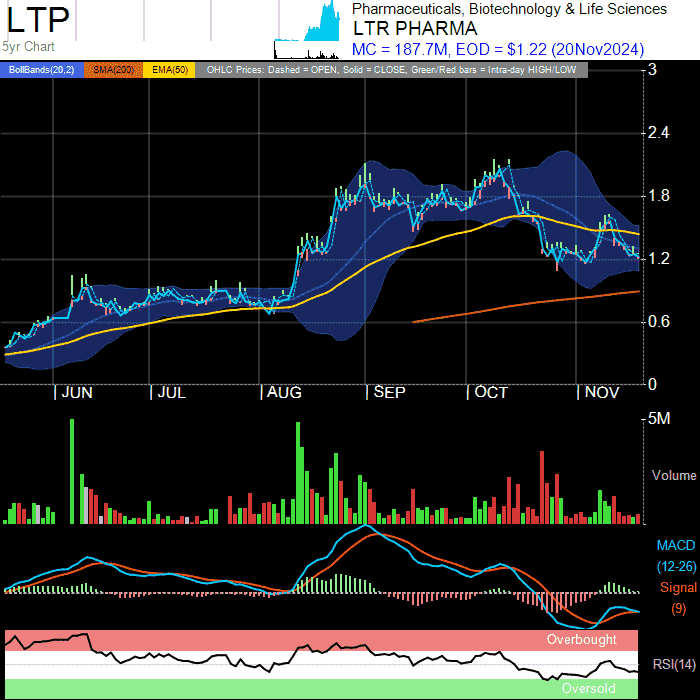 LTP
Pharmaceuticals, Biotechnology & Life Sciences
LTR PHARMA
5yr Chart
MC = 187.7M, EOD = $1.22 (20Nov2024)
BollBands(20,2) SMA(200) EMA(50) OHLC Prices: Dashed = OPEN, Solid = CLOSE, Green/Red bars = Intra-day HIGH/LOW
3
2.4
1.8
1.2
0.6
0
JUN JUL AUG SEP OCT NOV
5M
Volume
MACD
(12-26)
Signal
(9)
Overbought
RSI(14)
Oversold